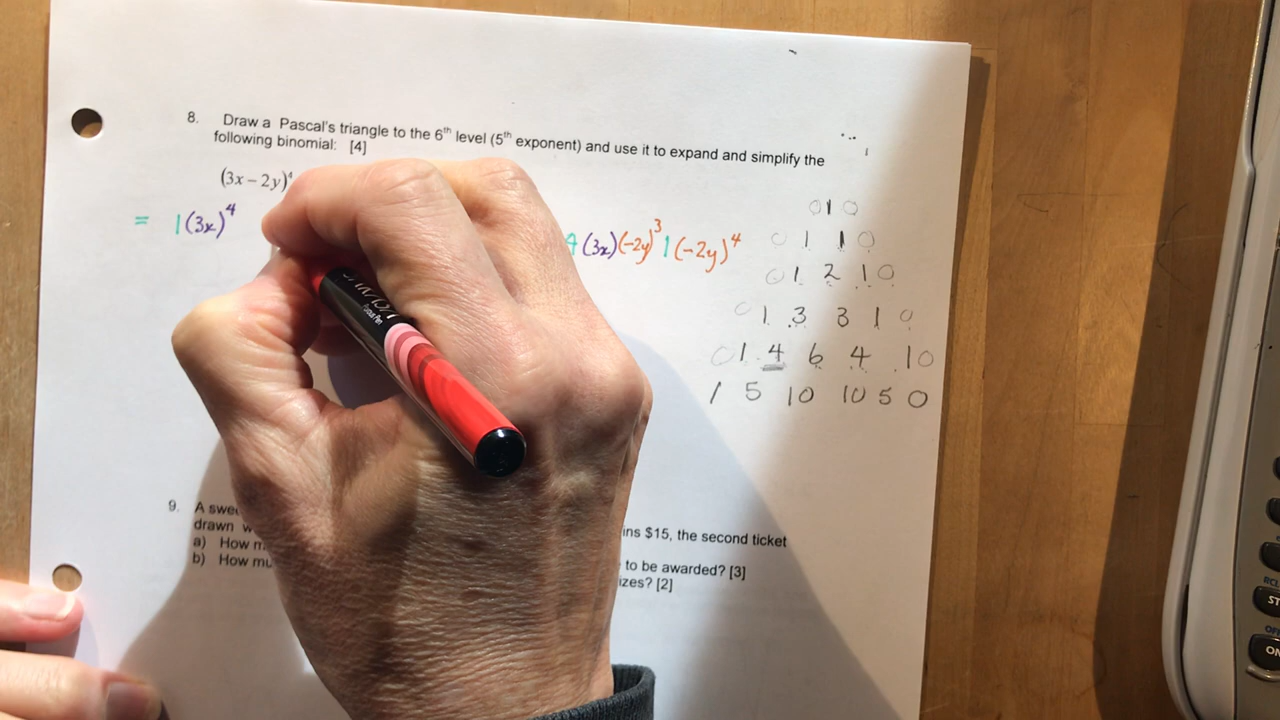 8. Draw a Pascal's triangle to the 6th level (5th exponent) and use it to expand and simplify the
following binomial: [4]
(3x – 2y)⁴
= 1(3x)⁴ 4(3x)(-2y)³ 1(-2y)⁴
0 1 0
0 1 1 0
0 1 2 1 0
0 1 3 3 1 0
0 1 4 6 4 1 0
1 5 10 10 5 0
9. A
drawn
ins $15, the second ticket
a) How
to be awarded? [3]
b) How
izes? [2]
Pen
ON